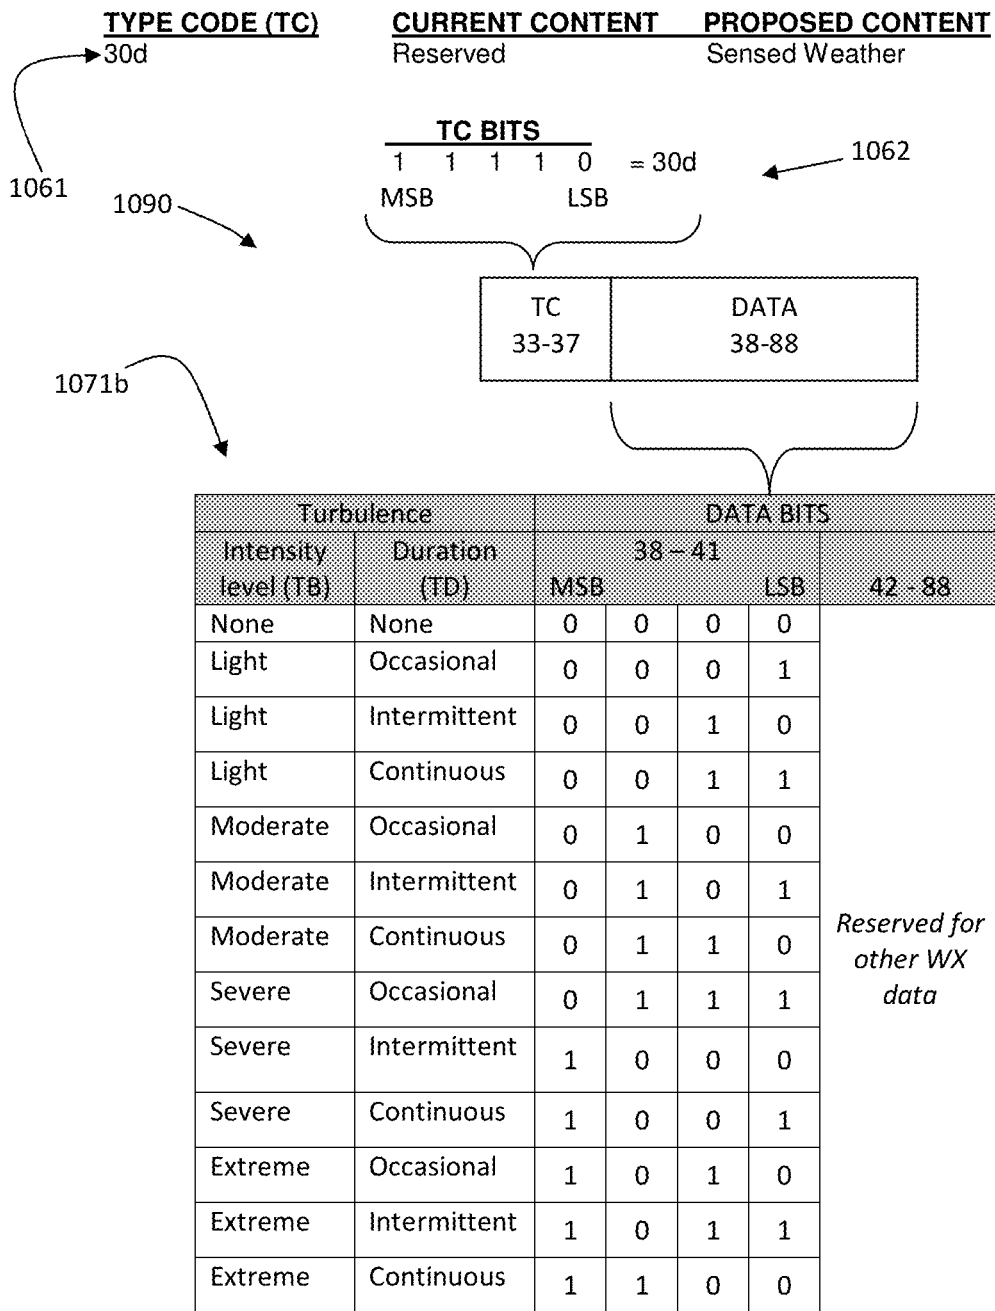 TYPE CODE (TC) CURRENT CONTENT PROPOSED CONTENT
30d Reserved Sensed Weather
TC BITS
1 1 1 1 0 = 30d
1062
MSB LSB
1061
1090
TC DATA
33-37 38-88
1071b
Turbulence DATA BITS
Intensity level (TB) Duration (TD) 38 – 41 MSB LSB 42 - 88
None None 0 0 0 0
Light Occasional 0 0 0 1
Light Intermittent 0 0 1 0
Light Continuous 0 0 1 1
Moderate Occasional 0 1 0 0
Moderate Intermittent 0 1 0 1
Moderate Continuous 0 1 1 0
Severe Occasional 0 1 1 1
Severe Intermittent 1 0 0 0
Severe Continuous 1 0 0 1
Extreme Occasional 1 0 1 0
Extreme Intermittent 1 0 1 1
Extreme Continuous 1 1 0 0
Reserved for
other WX
data